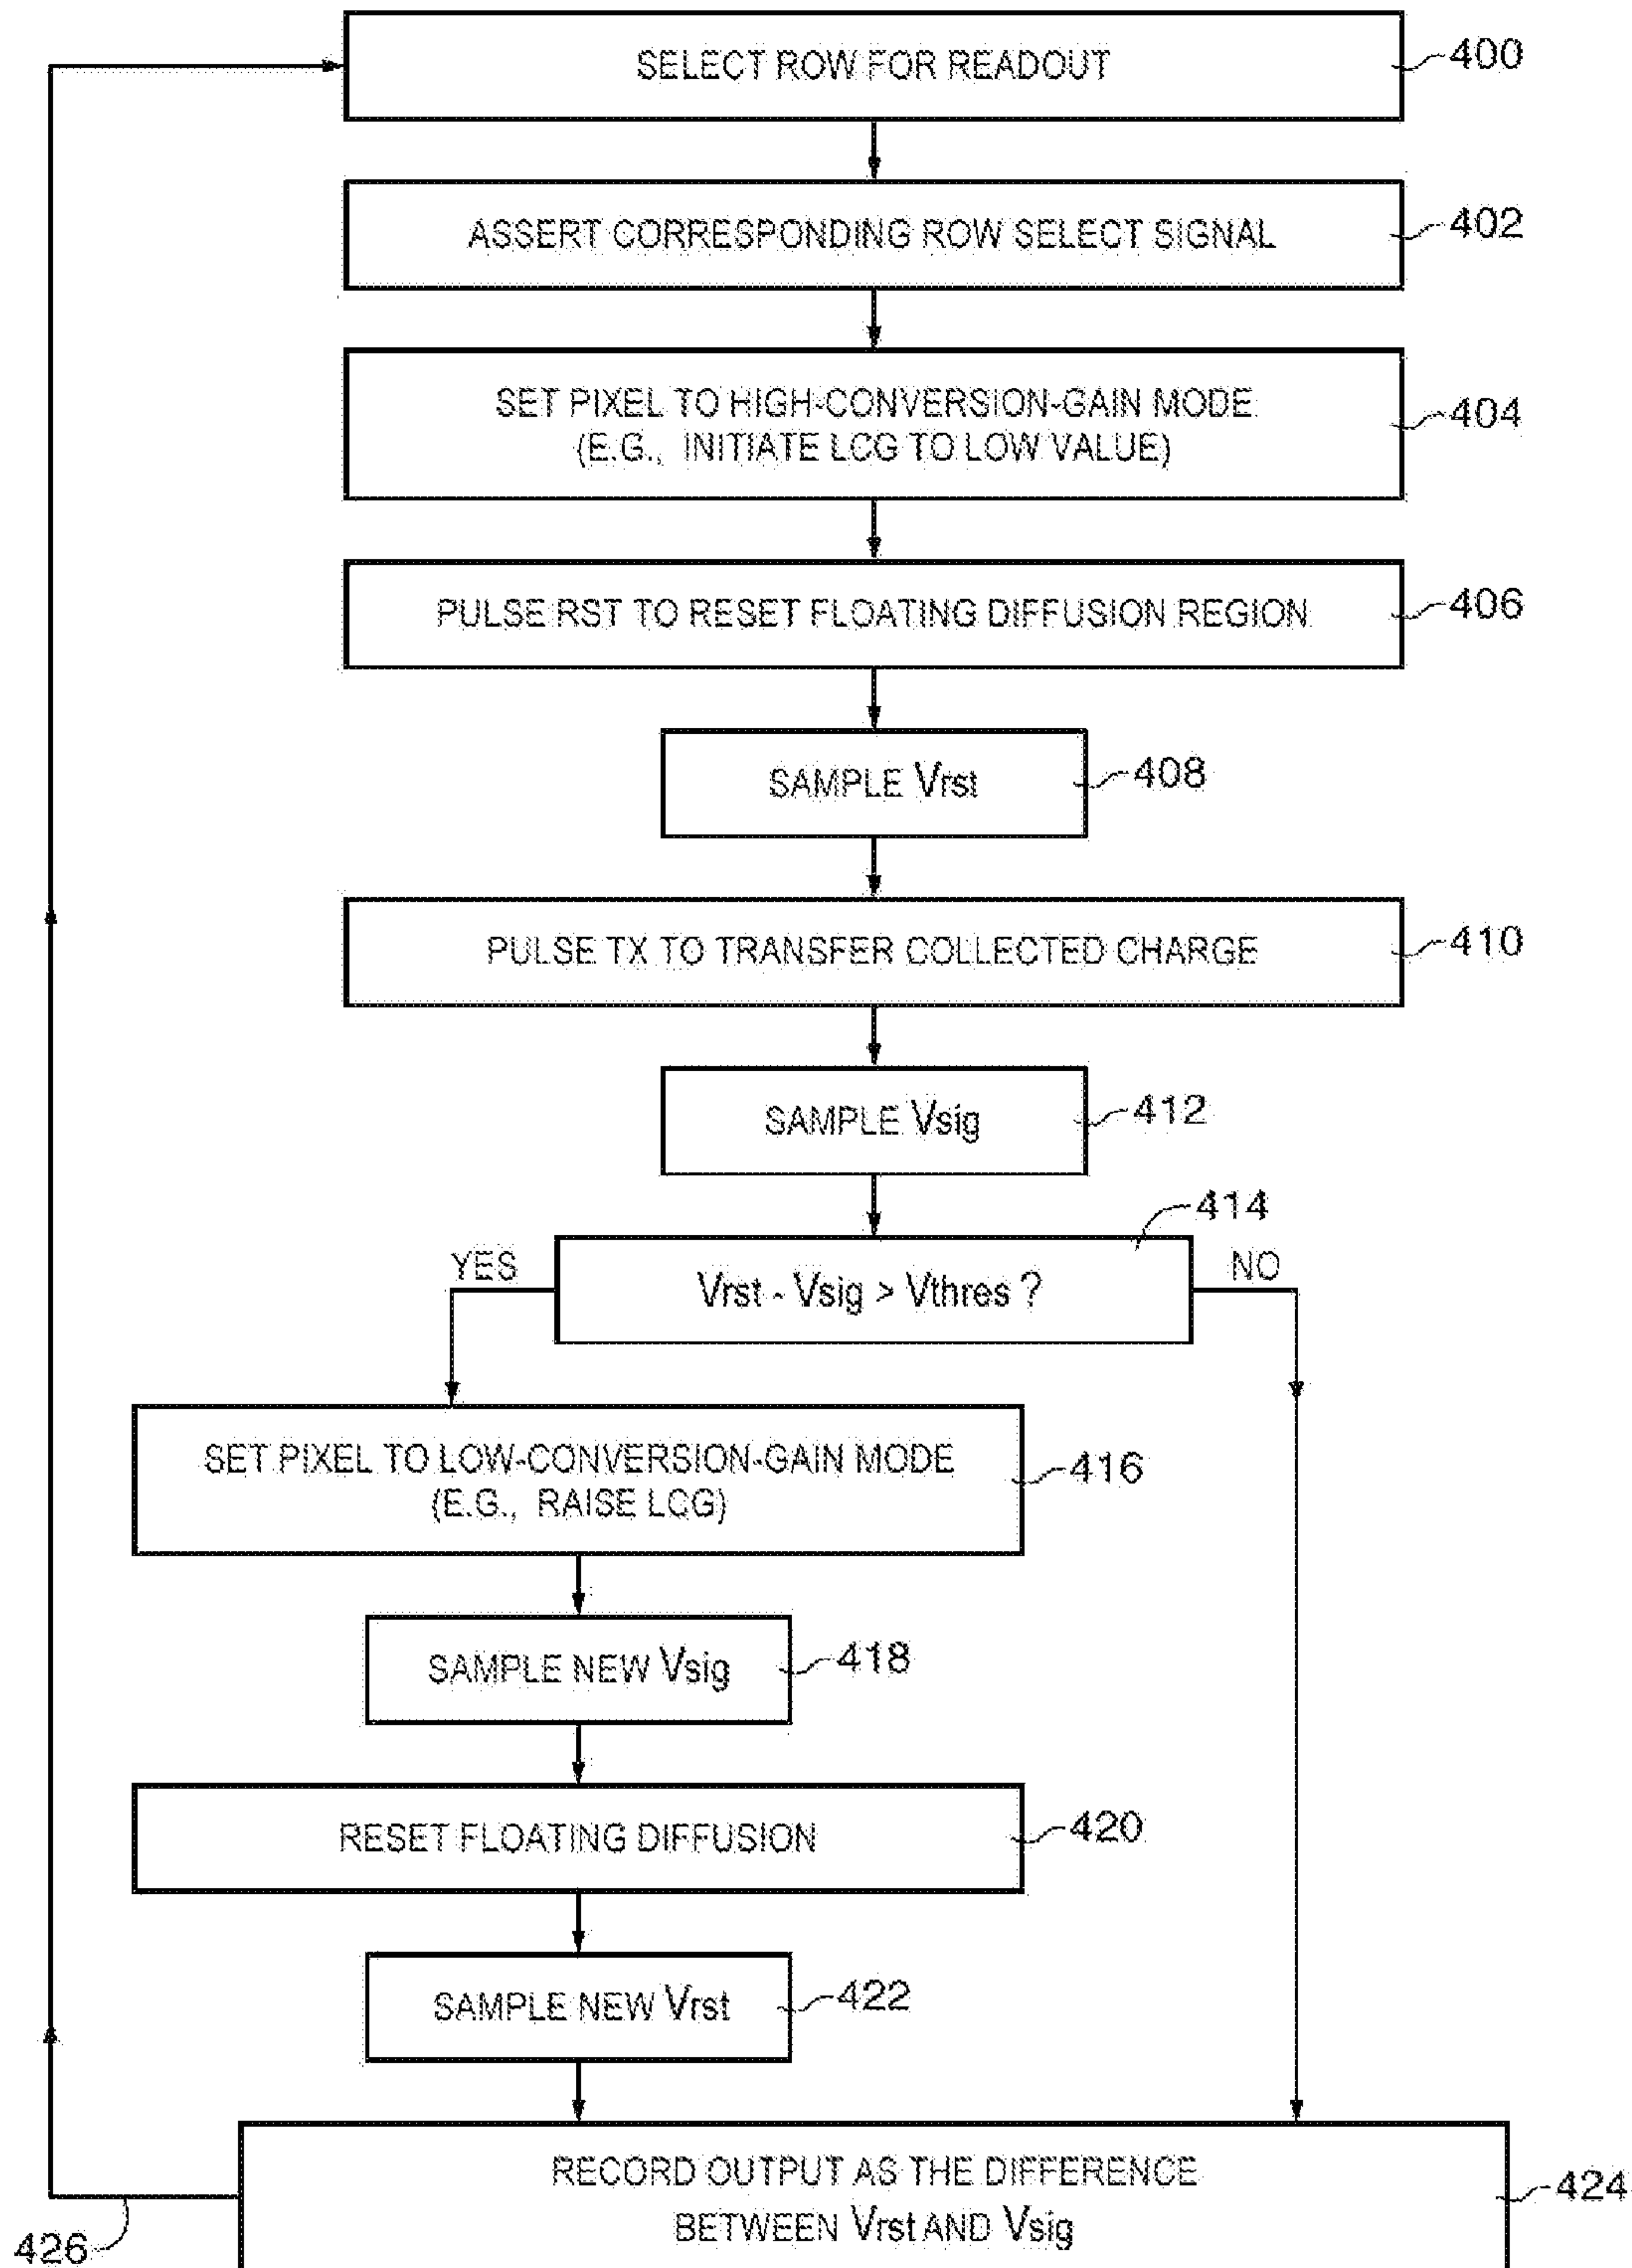 SELECT ROW FOR READOUT
400
ASSERT CORRESPONDING ROW SELECT SIGNAL
402
SET PIXEL TO HIGH-CONVERSION-GAIN MODE
(E.G., INITIATE LCG TO LOW VALUE)
404
PULSE RST TO RESET FLOATING DIFFUSION REGION
406
SAMPLE Vrst
408
PULSE TX TO TRANSFER COLLECTED CHARGE
410
SAMPLE Vsig
412
414
YES
Vrst - Vsig > Vthres ?
NO
SET PIXEL TO LOW-CONVERSION-GAIN MODE
(E.G., RAISE LCG)
416
SAMPLE NEW Vsig
418
RESET FLOATING DIFFUSION
420
SAMPLE NEW Vrst
422
RECORD OUTPUT AS THE DIFFERENCE
BETWEEN Vrst AND Vsig
424
426